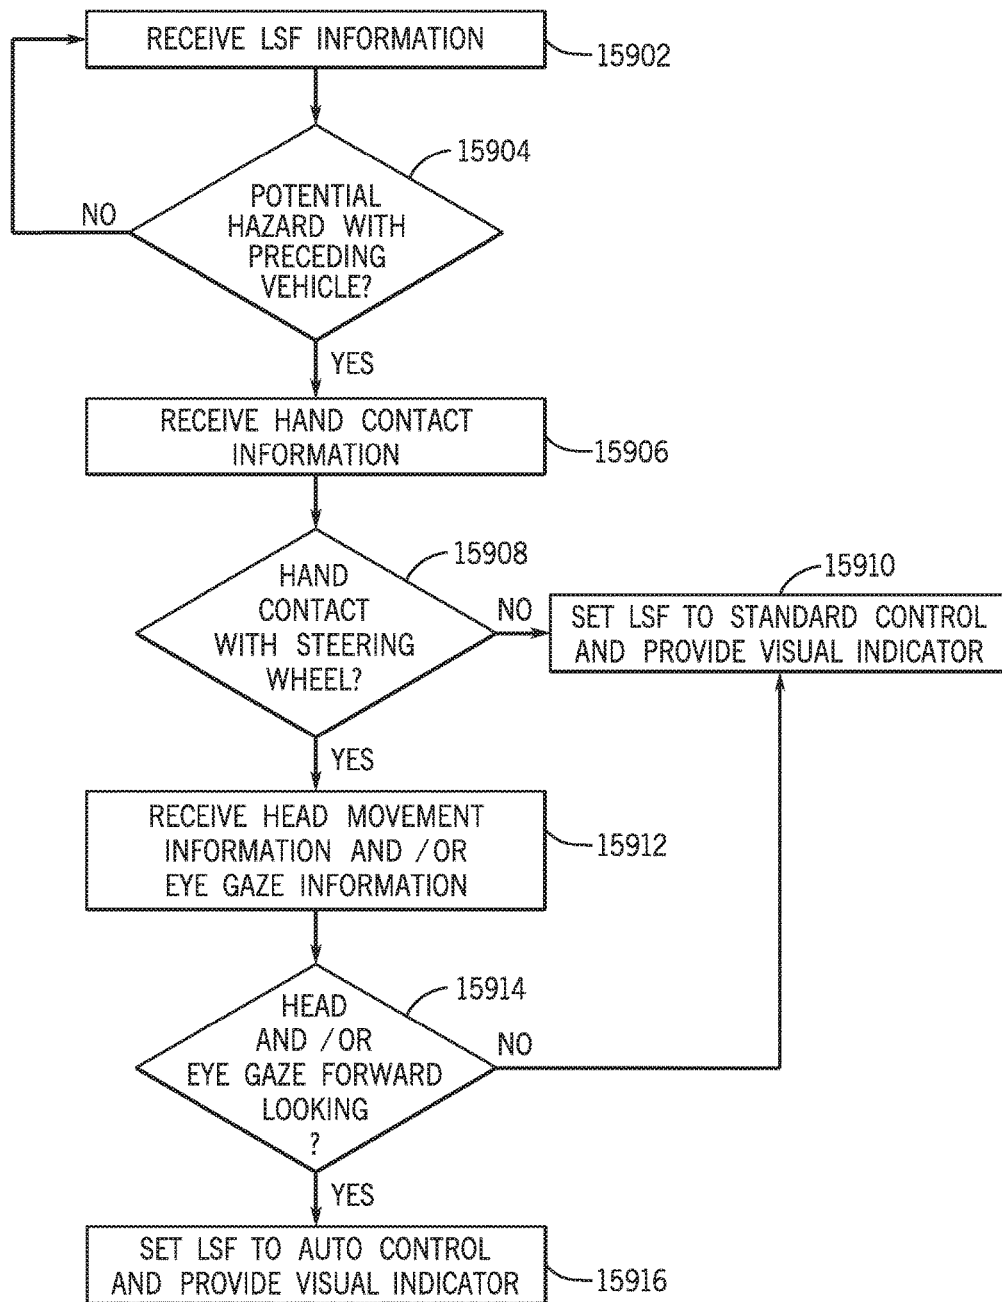 RECEIVE LSF INFORMATION
15902
15904
POTENTIAL
HAZARD WITH
PRECEDING
VEHICLE?
NO
YES
RECEIVE HAND CONTACT
INFORMATION
15906
15908
HAND
CONTACT
WITH STEERING
WHEEL?
NO
15910
SET LSF TO STANDARD CONTROL
AND PROVIDE VISUAL INDICATOR
YES
RECEIVE HEAD MOVEMENT
INFORMATION AND /OR
EYE GAZE INFORMATION
15912
15914
HEAD
AND /OR
EYE GAZE FORWARD
LOOKING
?
NO
YES
SET LSF TO AUTO CONTROL
AND PROVIDE VISUAL INDICATOR
15916